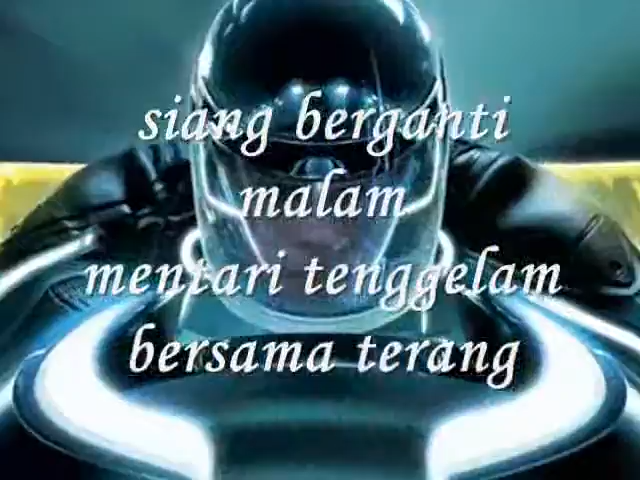 siang berganti
malam
mentari tenggelam
bersama terang